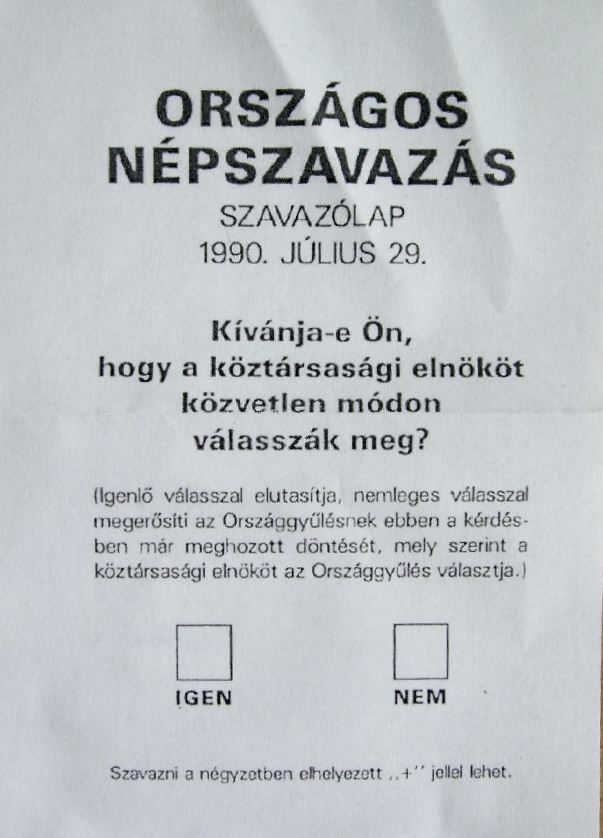 ORSZÁGOS
NÉPSZAVAZÁS
SZAVAZÓLAP
1990. JÚLIUS 29.
Kívánja-e Ön,
hogy a köztársasági elnököt
közvetlen módon
válasszák meg?
(Igenlő válasszal elutasítja, nemleges válasszal
megerősíti az Országgyűlésnek ebben a kérdés-
ben már meghozott döntését, mely szerint a
köztársasági elnököt az Országgyűlés választja.)
IGEN NEM
Szavazni a négyzetben elhelyezett ,,+'' jellel lehet.